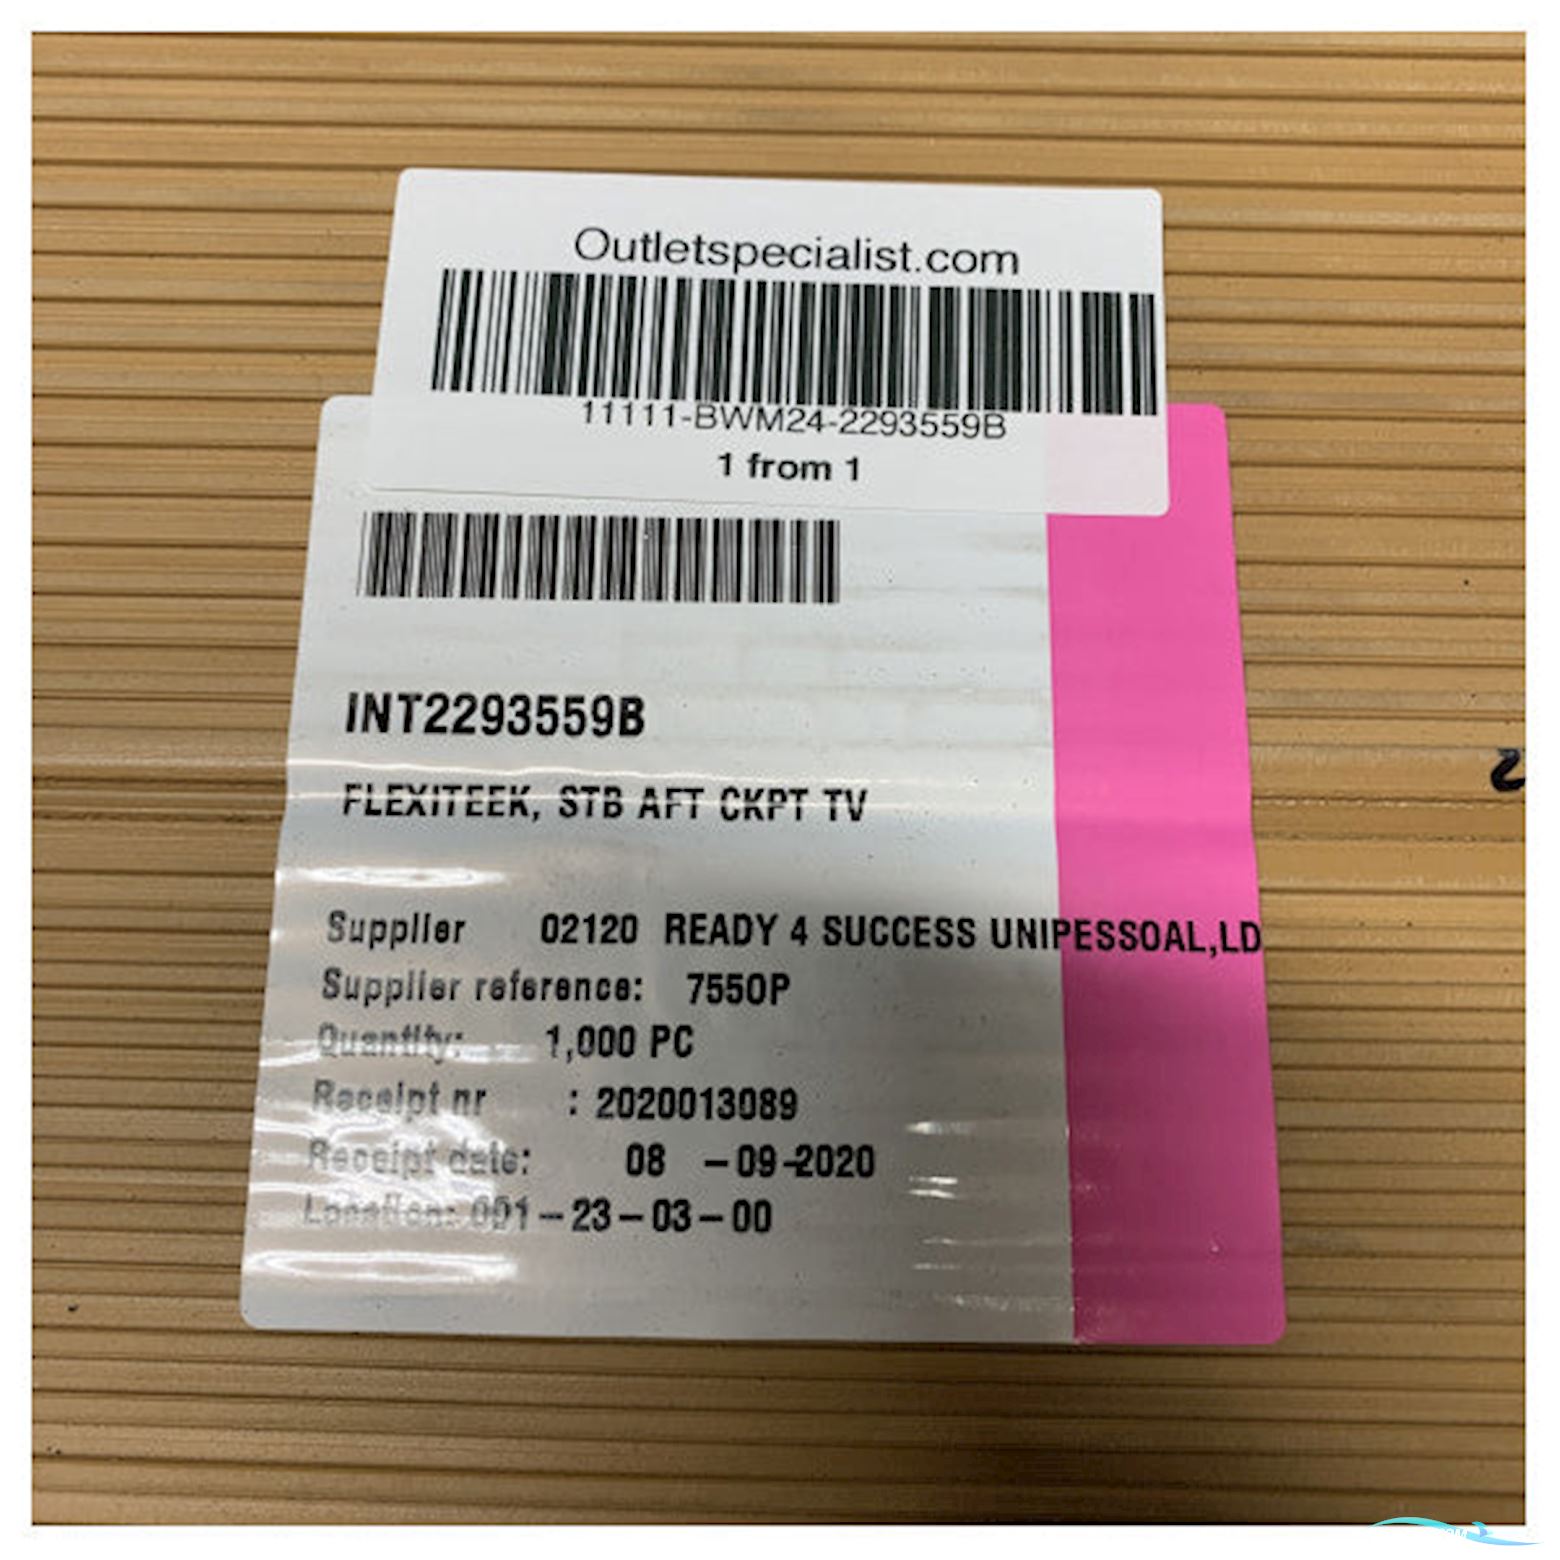 Outletspecialist.com
11111-BWM24-2293559B
1 from 1
INT2293559B
FLEXITEEK, STB AFT CKPT TV
Supplier 02120 READY 4 SUCCESS UNIPESSOAL,LD
Supplier reference: 7550P
Quantity: 1,000 PC
Receipt nr : 2020013089
Receipt date: 08 -09-2020
Location: 001-23-03-00
2